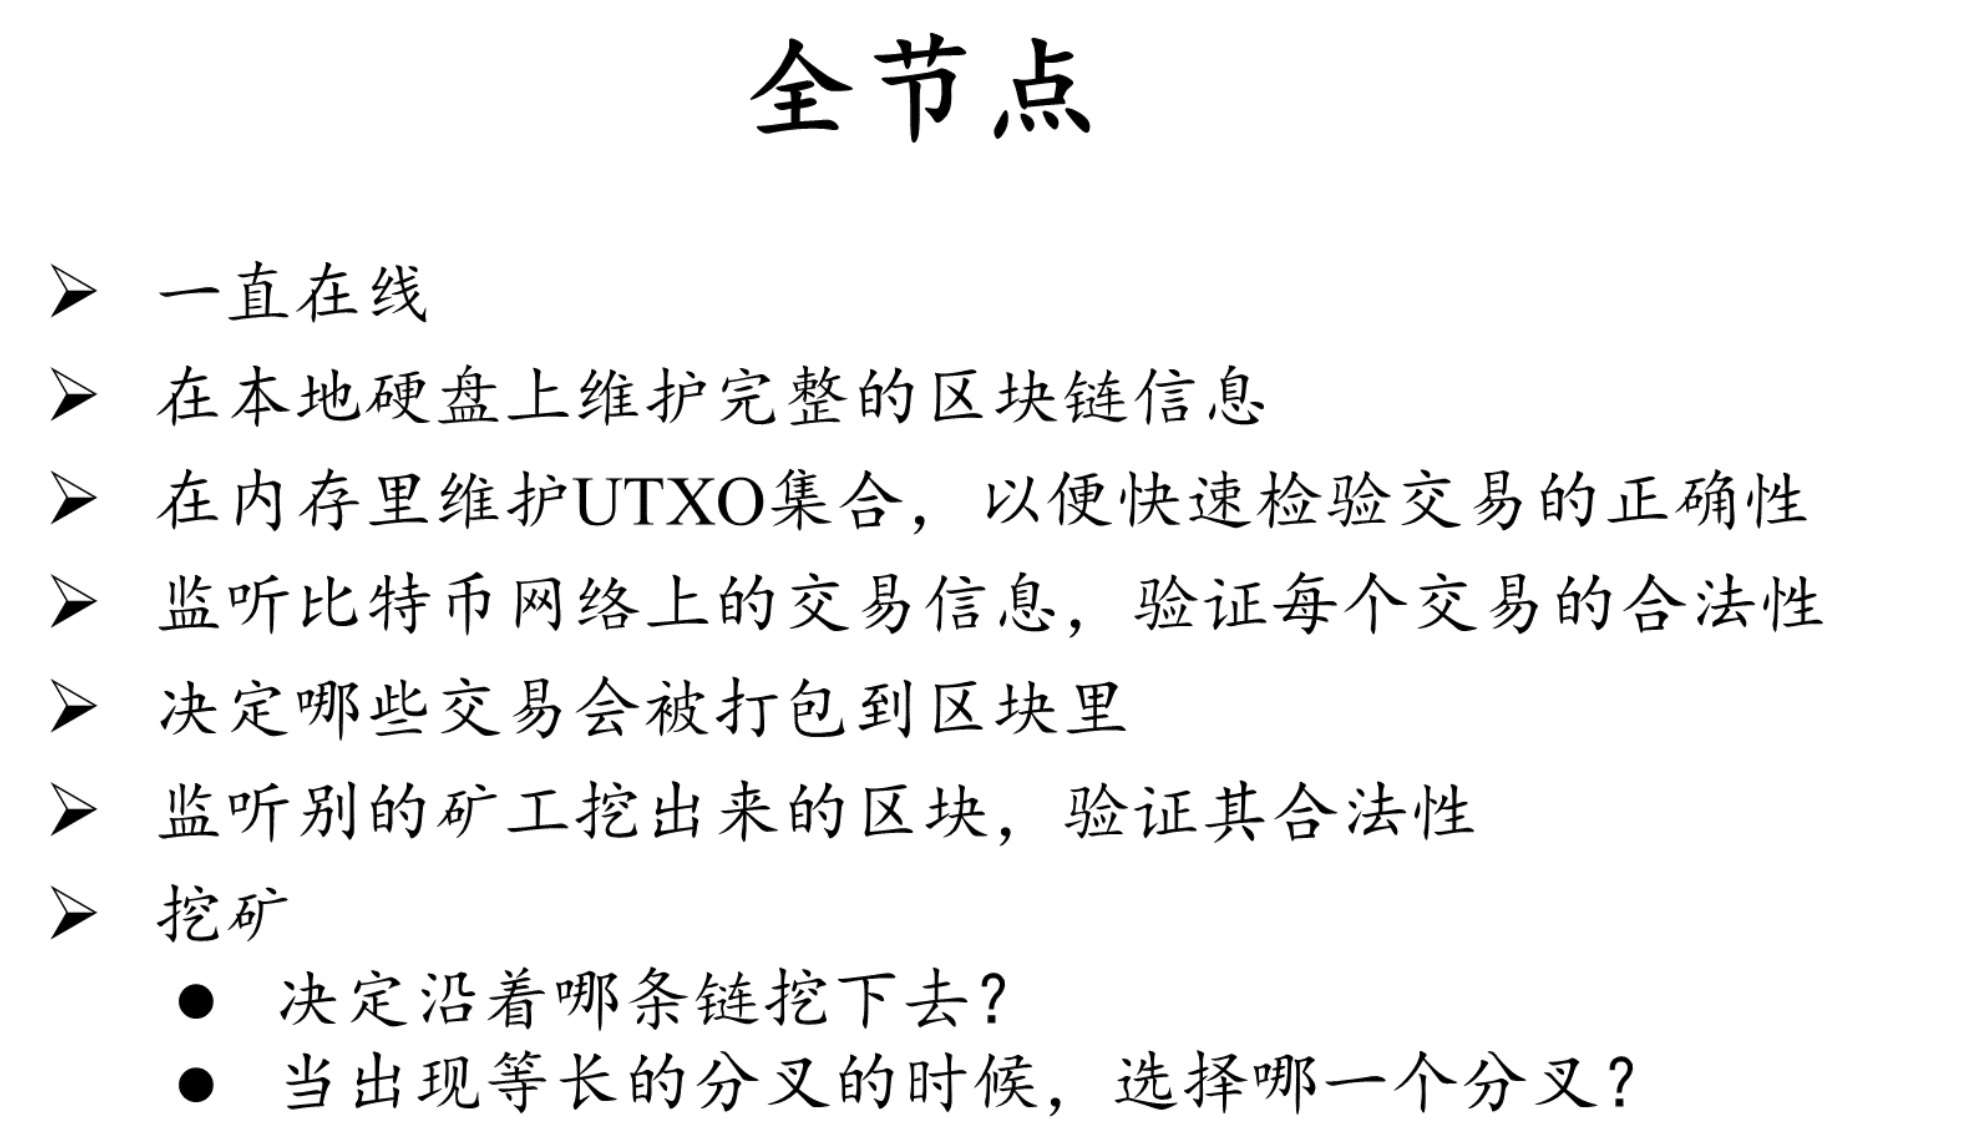 全节点
➢ 一直在线
➢ 在本地硬盘上维护完整的区块链信息
➢ 在内存里维护UTXO集合，以便快速检验交易的正确性
➢ 监听比特币网络上的交易信息，验证每个交易的合法性
➢ 决定哪些交易会被打包到区块里
➢ 监听别的矿工挖出来的区块，验证其合法性
➢ 挖矿
● 决定沿着哪条链挖下去？
● 当出现等长的分叉的时候，选择哪一个分叉？